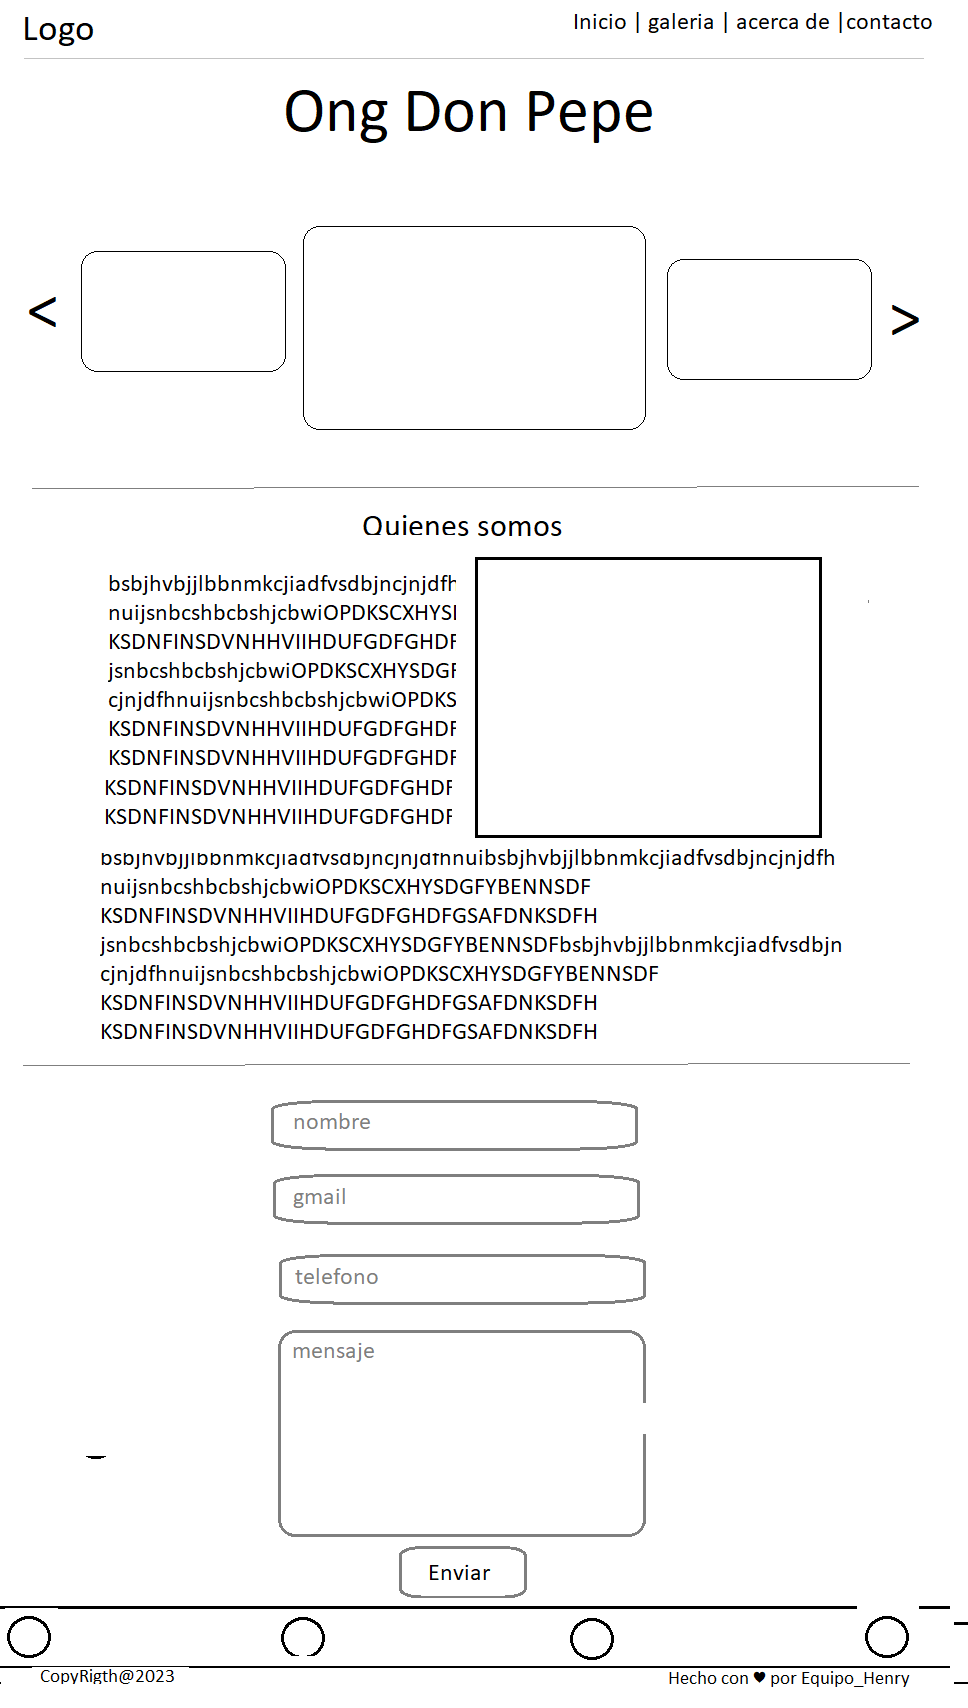 Logo
Inicio | galeria | acerca de |contacto
Ong Don Pepe
<
>
Quienes somos
bsbjhvbjjlbbnmkcjiadfvsdbjncjnjdfh
nuijsnbcshbcbshjcbwiOPDKSCXHYSI
KSDNFINSDVNHHVIIHDUFGDFGHDF
jsnbcshbcbshjcbwiOPDKSCXHYSDGF
cjnjdfhnuijsnbcshbcbshjcbwiOPDKS
KSDNFINSDVNHHVIIHDUFGDFGHDF
KSDNFINSDVNHHVIIHDUFGDFGHDF
KSDNFINSDVNHHVIIHDUFGDFGHDF
KSDNFINSDVNHHVIIHDUFGDFGHDF
bsbjhvbjjlbbnmkcjiadfvsdbjncjnjdfhnuibsbjhvbjjlbbnmkcjiadfvsdbjncjnjdfh
nuijsnbcshbcbshjcbwiOPDKSCXHYSDGFYBENNSDF
KSDNFINSDVNHHVIIHDUFGDFGHDFGSAFDNKSDFH
jsnbcshbcbshjcbwiOPDKSCXHYSDGFYBENNSDFbsbjhvbjjlbbnmkcjiadfvsdbjn
cjnjdfhnuijsnbcshbcbshjcbwiOPDKSCXHYSDGFYBENNSDF
KSDNFINSDVNHHVIIHDUFGDFGHDFGSAFDNKSDFH
KSDNFINSDVNHHVIIHDUFGDFGHDFGSAFDNKSDFH
nombre
gmail
telefono
mensaje
Enviar
CopyRigth@2023
Hecho con ♥ por Equipo_Henry